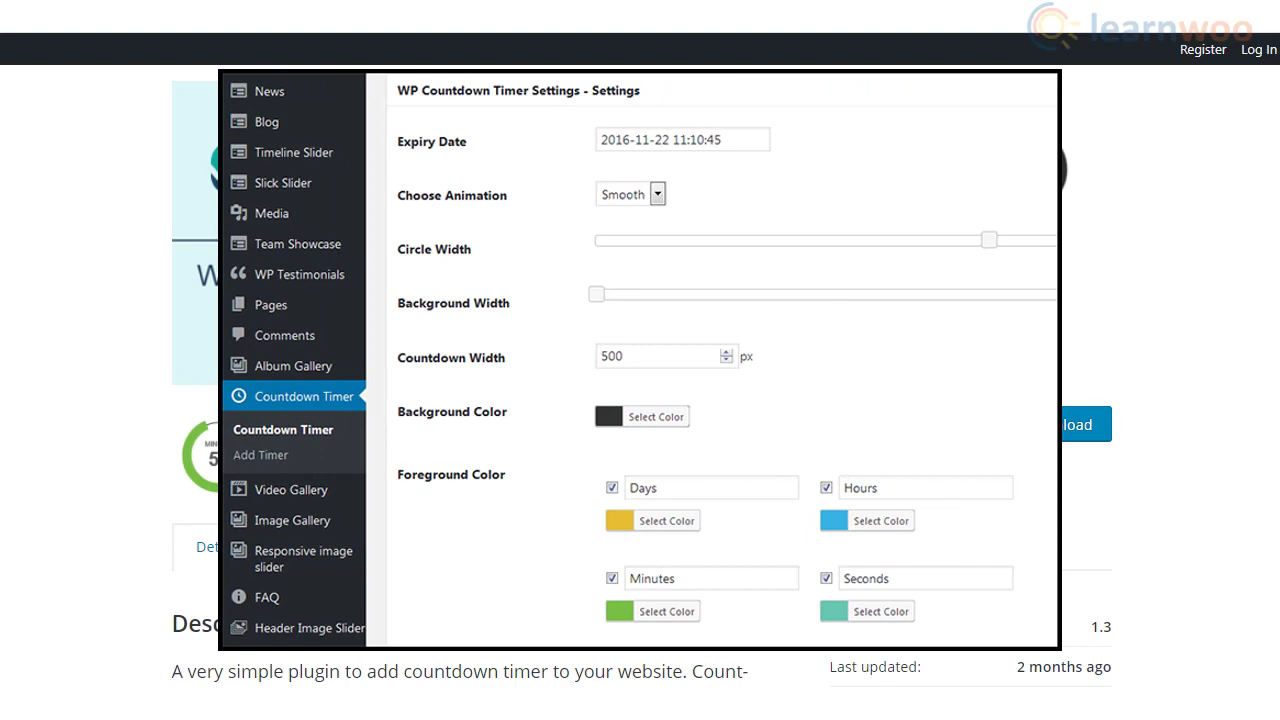 learnwoo
Register Log In
News
Blog
Timeline Slider
Slick Slider
Media
Team Showcase
WP Testimonials
Pages
Comments
Album Gallery
Countdown Timer
Countdown Timer
Add Timer
Video Gallery
Image Gallery
Responsive image
slider
FAQ
Header Image Slider
WP Countdown Timer Settings - Settings
Expiry Date 2016-11-22 11:10:45
Choose Animation Smooth
Circle Width
Background Width
Countdown Width 500 px
Background Color Select Color
Foreground Color
Days Hours
Select Color Select Color
Minutes Seconds
Select Color Select Color
W
MIN
5
load
Det
Desc
1.3
A very simple plugin to add countdown timer to your website. Count-
Last updated: 2 months ago